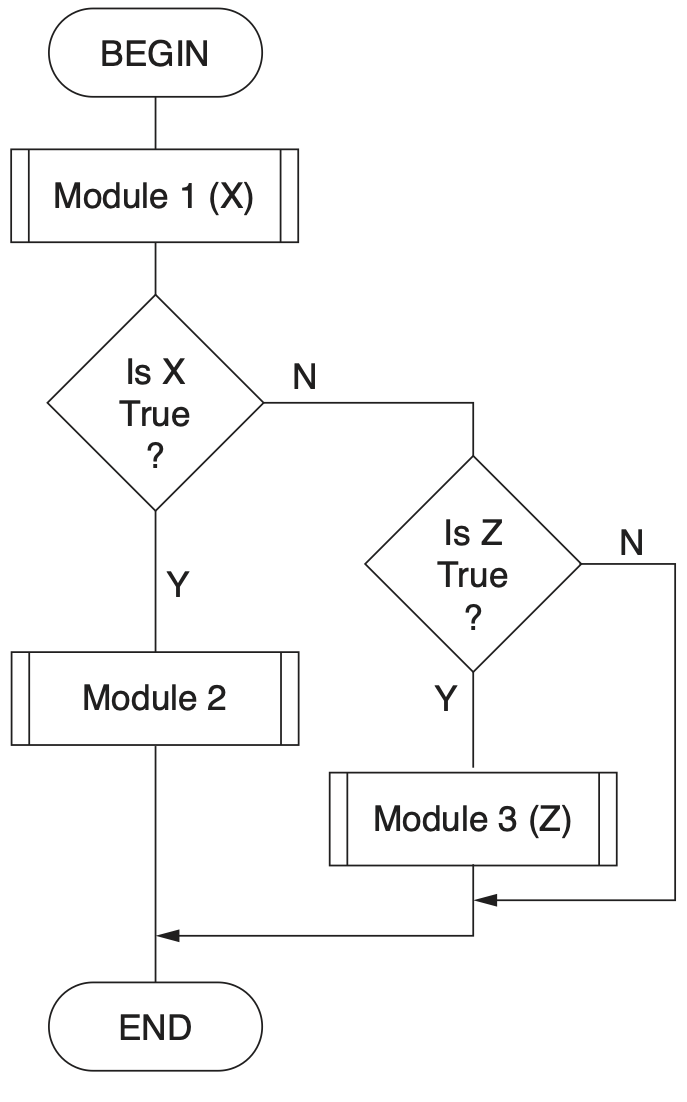 BEGIN
Module 1 (X)
Is X
True
?
N
Y
Is Z
True
?
N
Y
Module 2
Module 3 (Z)
END